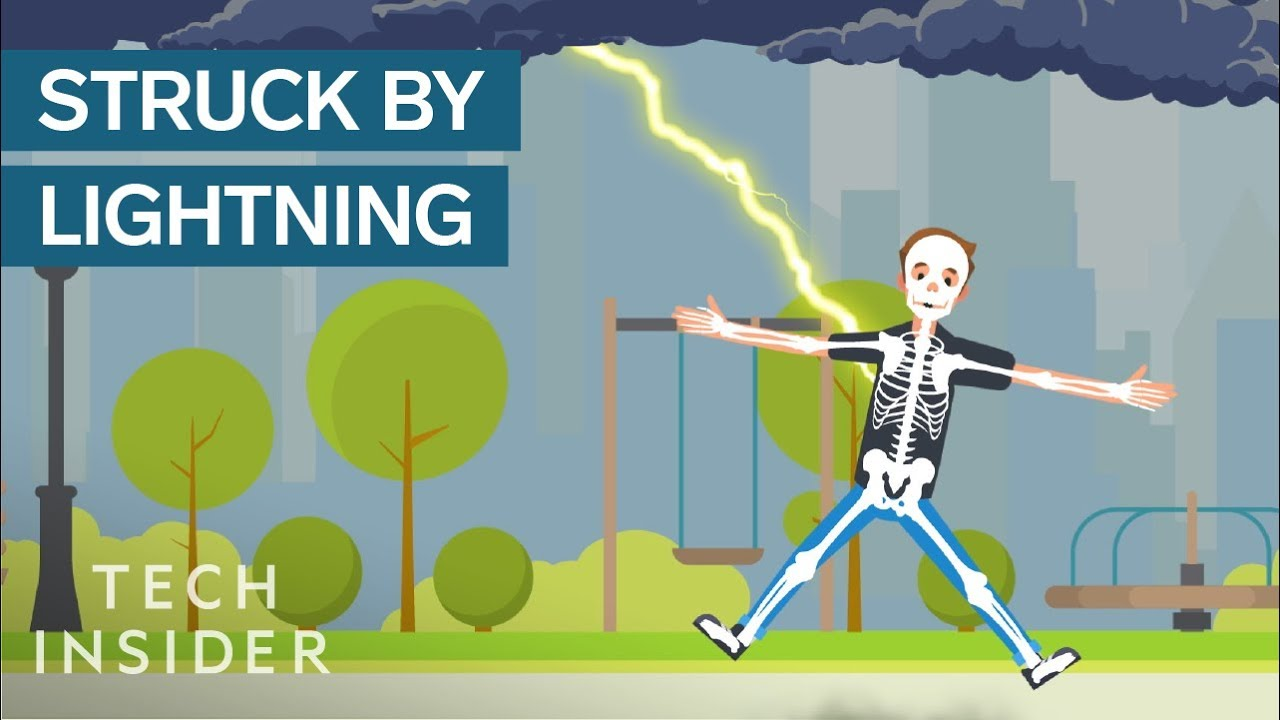 STRUCK BY
LIGHTNING
TECH
INSIDER